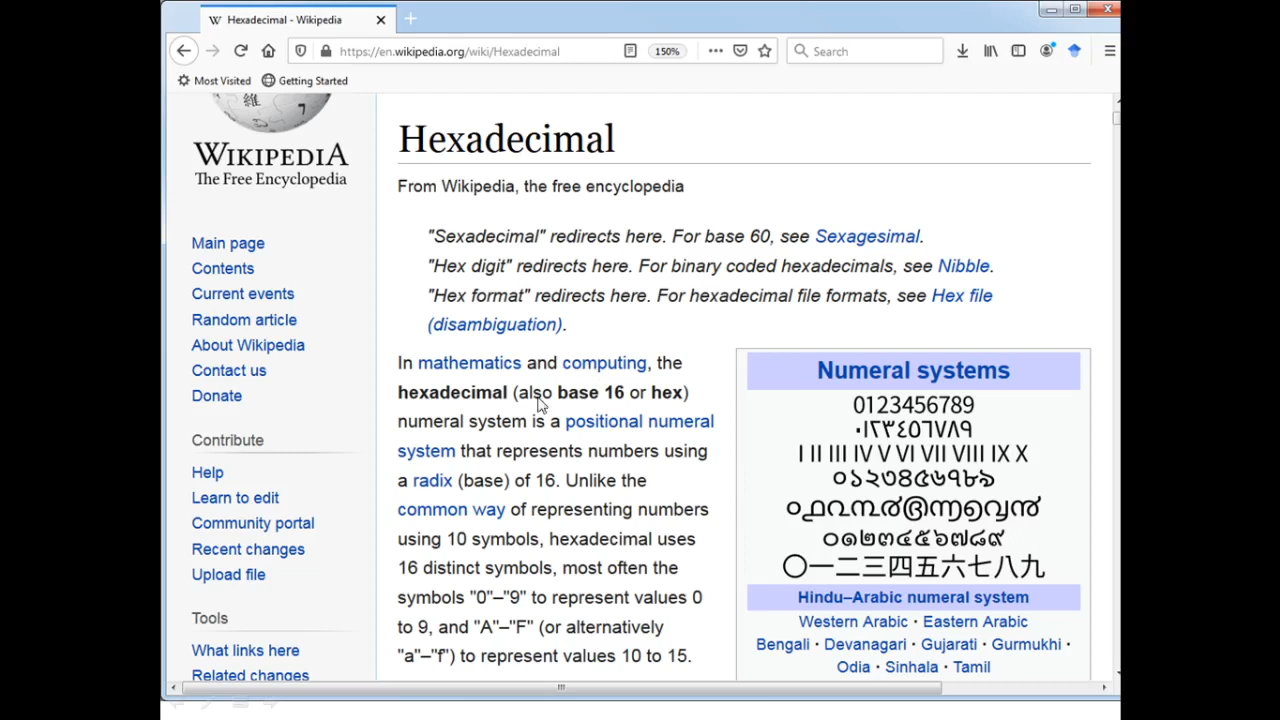 Hexadecimal - Wikipedia
https://en.wikipedia.org/wiki/Hexadecimal
150%
Search
Most Visited
Getting Started
WIKIPEDIA
The Free Encyclopedia
Main page
Contents
Current events
Random article
About Wikipedia
Contact us
Donate
Contribute
Help
Learn to edit
Community portal
Recent changes
Upload file
Tools
What links here
Related changes
Hexadecimal
From Wikipedia, the free encyclopedia
"Sexadecimal" redirects here. For base 60, see Sexagesimal.
"Hex digit" redirects here. For binary coded hexadecimals, see Nibble.
"Hex format" redirects here. For hexadecimal file formats, see Hex file
(disambiguation).
In mathematics and computing, the
hexadecimal (also base 16 or hex)
numeral system is a positional numeral
system that represents numbers using
a radix (base) of 16. Unlike the
common way of representing numbers
using 10 symbols, hexadecimal uses
16 distinct symbols, most often the
symbols "0"–"9" to represent values 0
to 9, and "A"–"F" (or alternatively
"a"–"f") to represent values 10 to 15.
Numeral systems
0123456789
٠١٢٣٤٥٦٧٨٩
I II III IV V VI VII VIII IX X
〇一二三四五六七八九
Hindu–Arabic numeral system
Western Arabic · Eastern Arabic
Bengali · Devanagari · Gujarati · Gurmukhi ·
Odia · Sinhala · Tamil